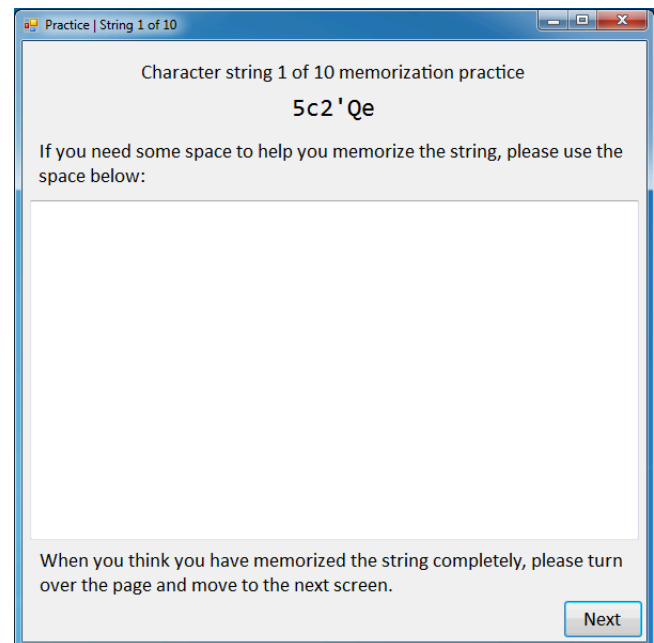 Practice | String 1 of 10
Character string 1 of 10 memorization practice
5c2'Qe
If you need some space to help you memorize the string, please use the
space below:
When you think you have memorized the string completely, please turn
over the page and move to the next screen.
Next